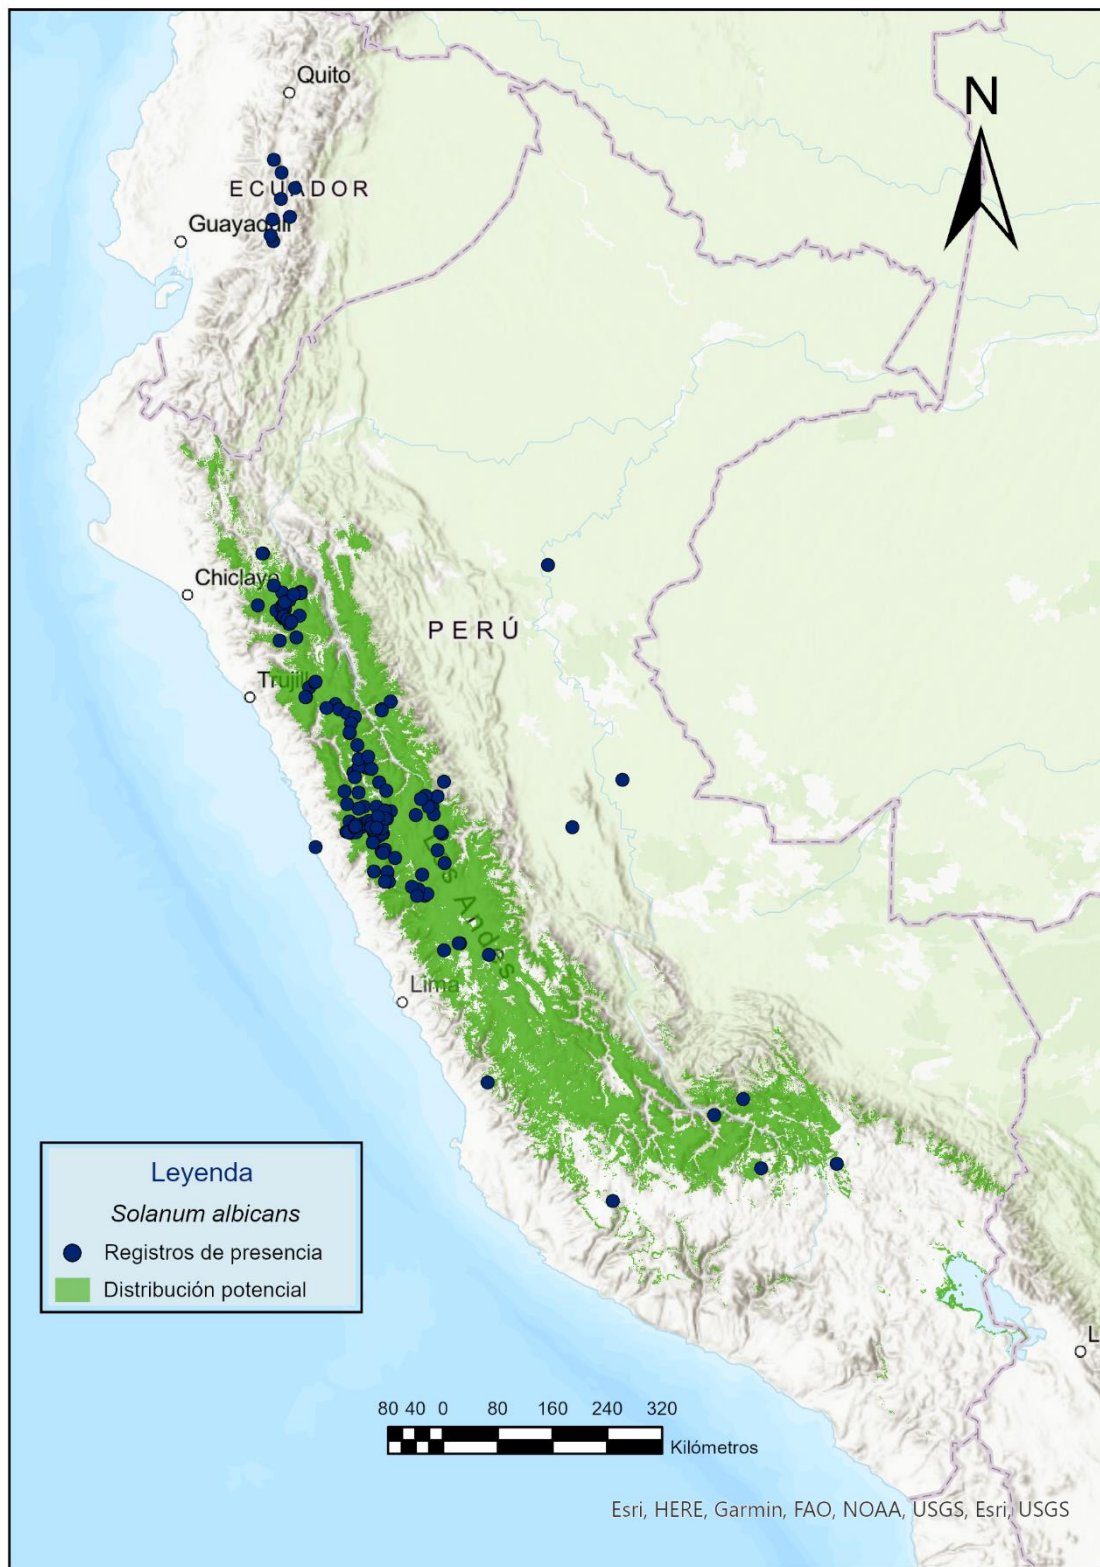 N
Quito
ECUADOR
Guayaquil
Chiclayo
PERÚ
Trujillo
Los Andes
Lima
Leyenda
Solanum albicans
Registros de presencia
Distribución potencial
L
80 40 0 80 160 240 320
Kilómetros
Esri, HERE, Garmin, FAO, NOAA, USGS, Esri, USGS